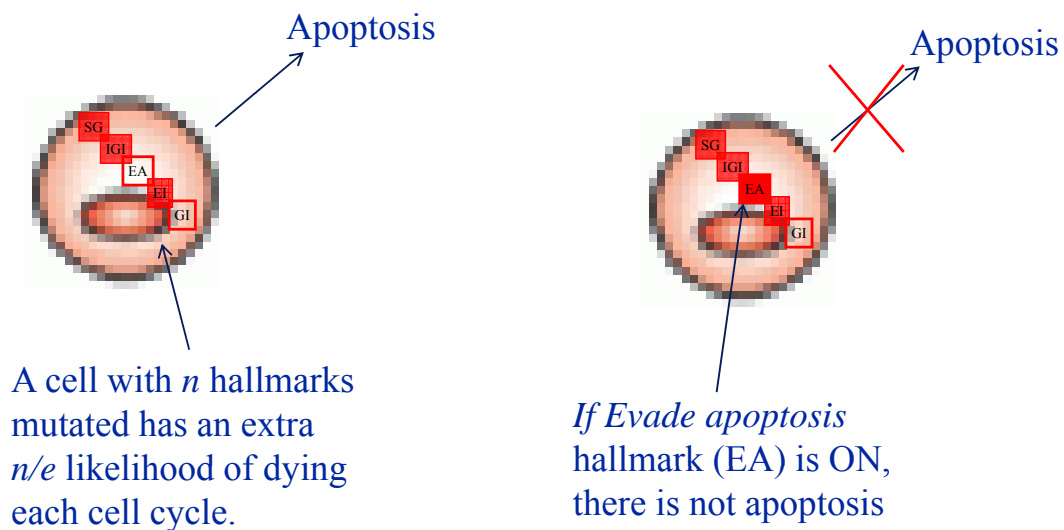 Apoptosis
SG
IGI
EA
EI
GI
A cell with n hallmarks
mutated has an extra
n/e likelihood of dying
each cell cycle.
Apoptosis
SG
IGI
EA
EI
GI
If Evade apoptosis
hallmark (EA) is ON,
there is not apoptosis